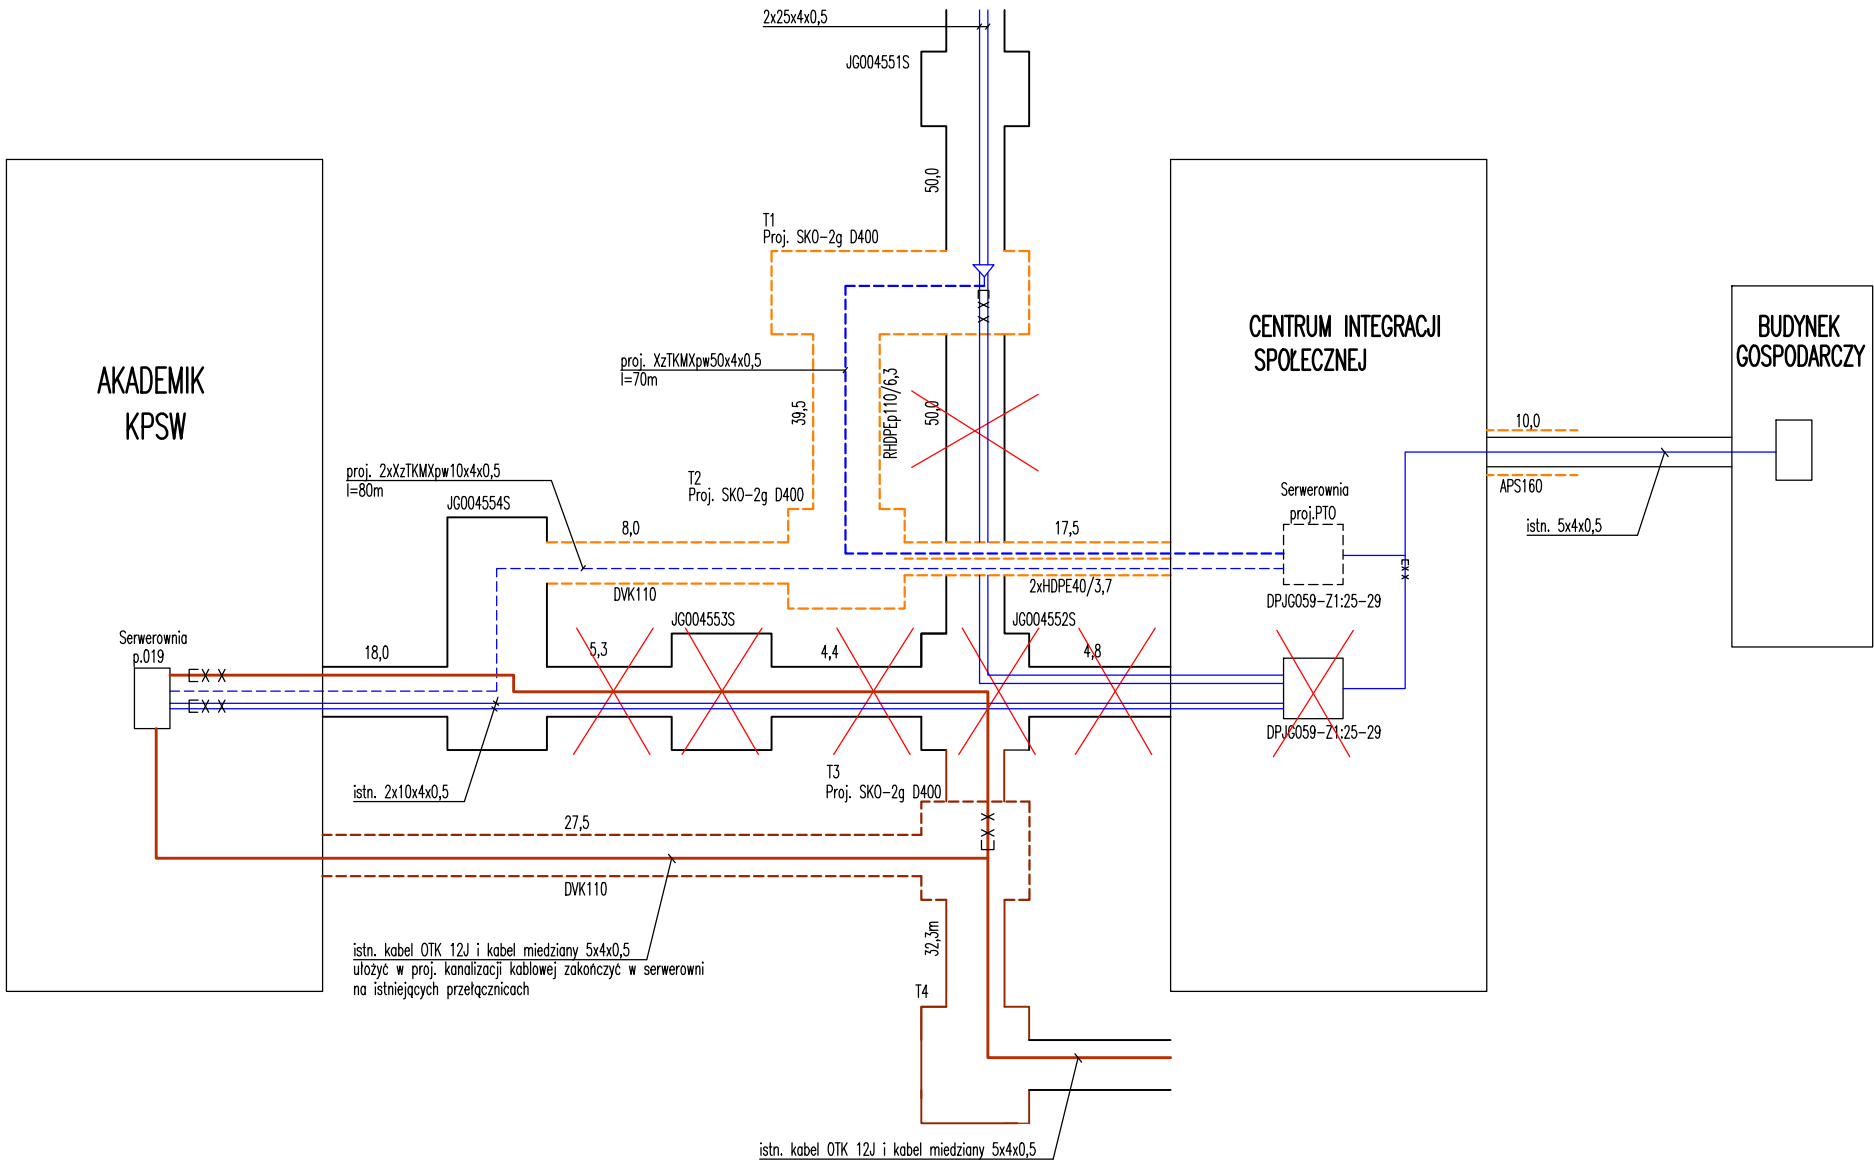 2x25x4x0,5
JG004551S
50,0
T1
Proj. SKO-2g D400
AKADEMIK
KPSW
CENTRUM INTEGRACJI
SPOŁECZNEJ
BUDYNEK
GOSPODARCZY
proj. XzTKMXpw50x4x0,5
l=70m
39,5
RHDPEp110/6,3
50,0
10,0
APS160
istn. 5x4x0,5
proj. 2xXzTKMXpw10x4x0,5
l=80m
JG004554S
T2
Proj. SKO-2g D400
8,0
17,5
Serwerownia
proj.PTO
DVK110
2xHDPE40/3,7
DPJG059-Z1:25-29
JG004553S
JG004552S
Serwerownia
p.019
18,0
5,3
4,4
4,8
DPJG059-Z1:25-29
istn. 2x10x4x0,5
T3
Proj. SKO-2g D400
27,5
DVK110
32,3m
istn. kabel OTK 12J i kabel miedziany 5x4x0,5
ułożyć w proj. kanalizacji kablowej zakończyć w serwerowni
na istniejących przełącznicach
T4
istn. kabel OTK 12J i kabel miedziany 5x4x0,5